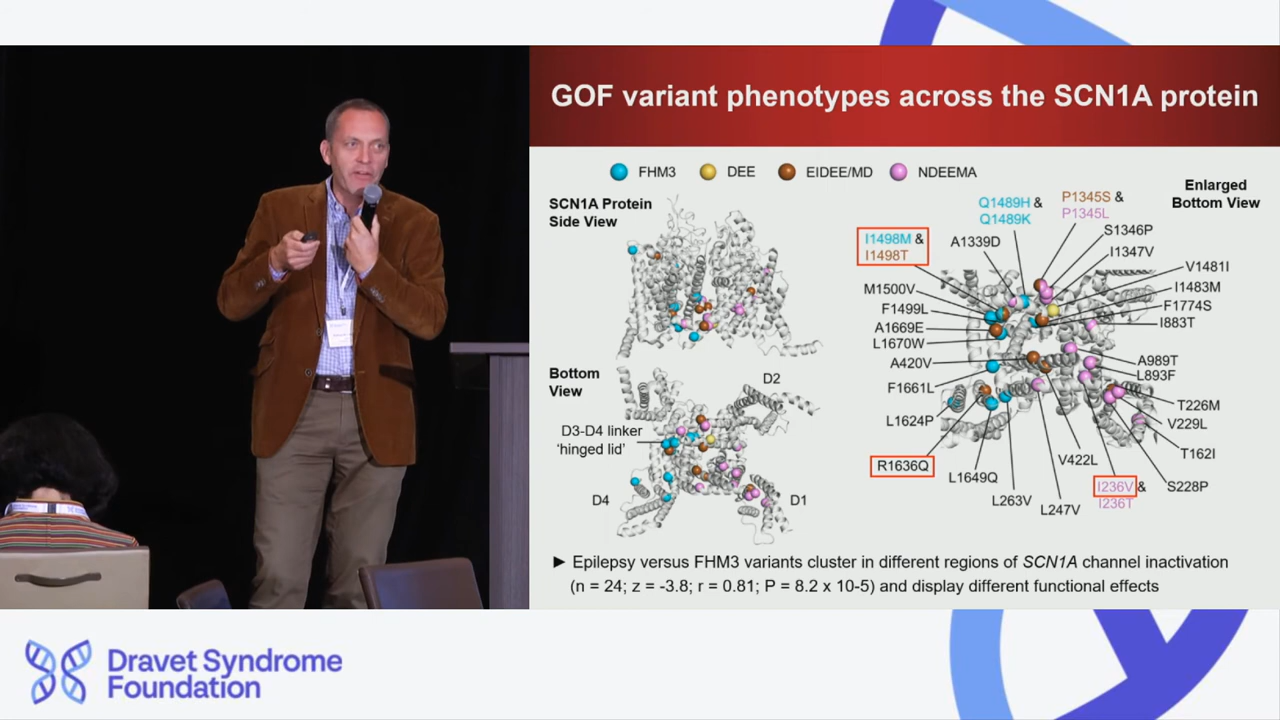 GOF variant phenotypes across the SCN1A protein
FHM3
DEE
EIDEE/MD
NDEEMA
SCN1A Protein
Side View
Enlarged
Bottom View
Bottom
View
D3-D4 linker
‘hinged lid’
D2
D4
D1
Q1489H &
Q1489K
P1345S &
P1345L
I1498M &
I1498T
A1339D
S1346P
I1347V
V1481I
I1483M
F1774S
I883T
M1500V
F1499L
A1669E
L1670W
A420V
F1661L
L1624P
R1636Q
L1649Q
L263V
L247V
V422L
I236V &
I236T
A989T
L893F
T226M
V229L
T162I
S228P
► Epilepsy versus FHM3 variants cluster in different regions of SCN1A channel inactivation
(n = 24; z = -3.8; r = 0.81; P = 8.2 x 10-5) and display different functional effects
Dravet Syndrome
Foundation